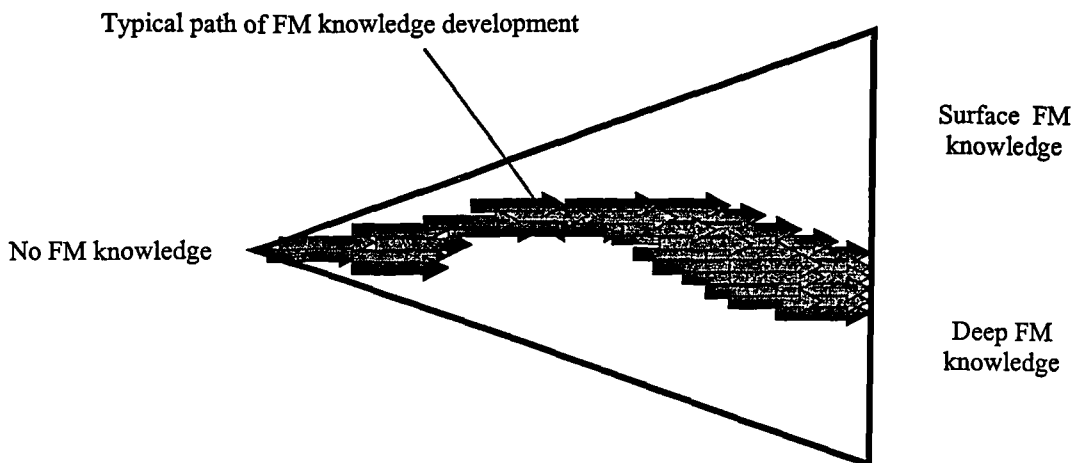 Typical path of FM knowledge development
Surface FM
knowledge
No FM knowledge
Deep FM
knowledge